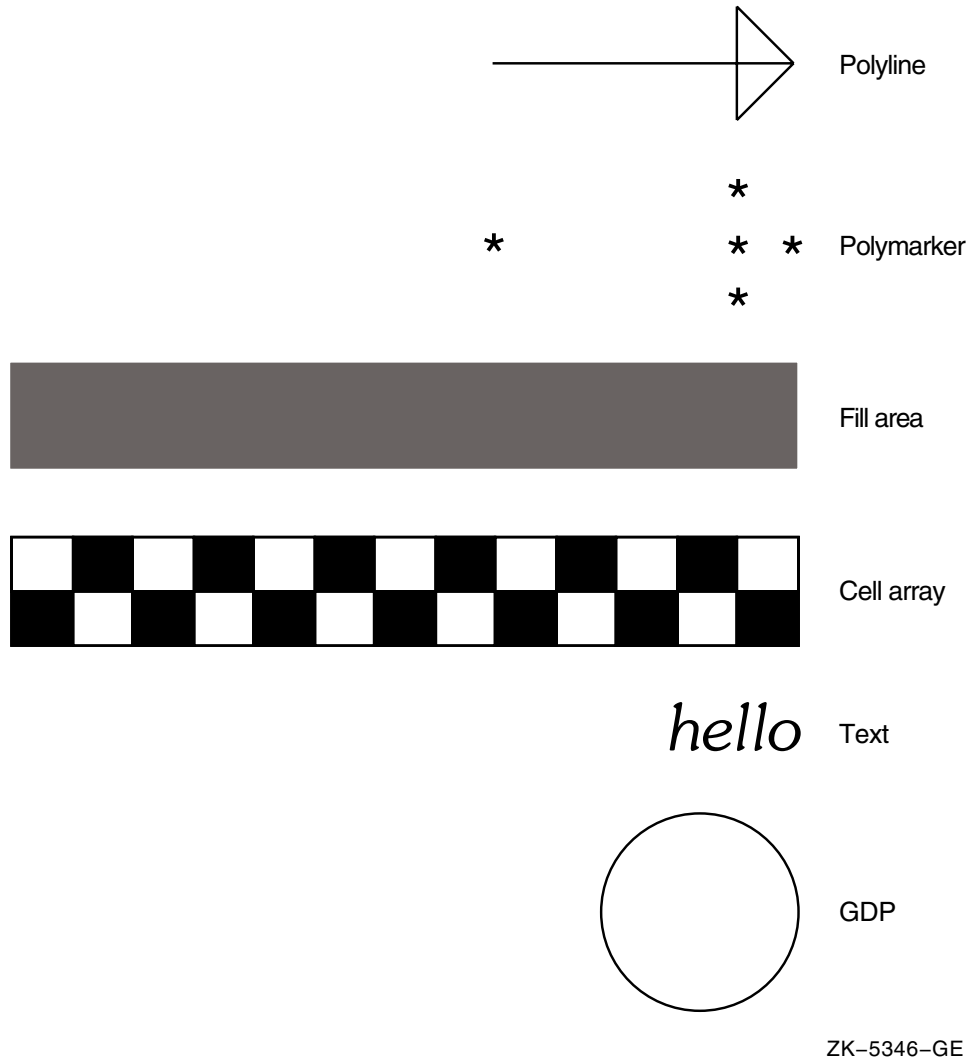 Polyline
Polymarker
Fill area
Cell array
hello Text
GDP
ZK–5346–GE